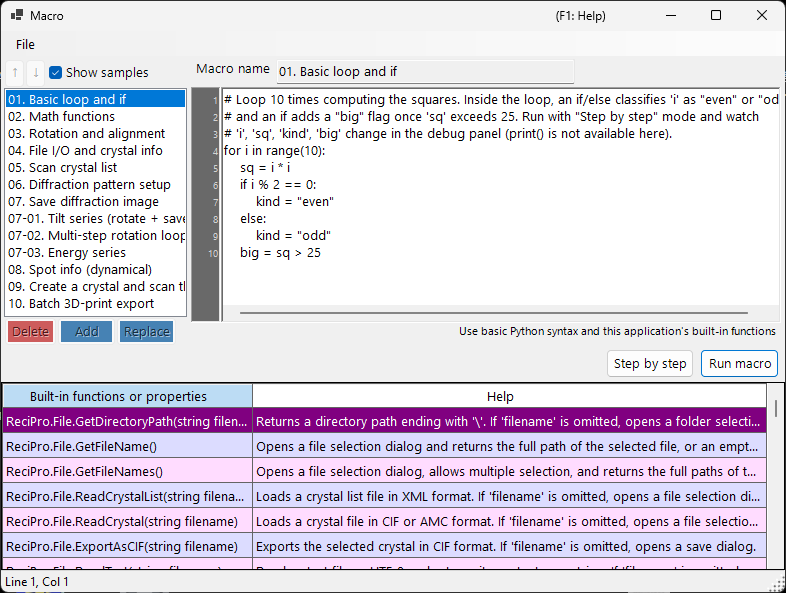 Macro
(F1: Help)
File
↑ ↓ Show samples
Macro name 01. Basic loop and if
01. Basic loop and if
02. Math functions
03. Rotation and alignment
04. File I/O and crystal info
05. Scan crystal list
06. Diffraction pattern setup
07. Save diffraction image
07-01. Tilt series (rotate + save
07-02. Multi-step rotation loop
07-03. Energy series
08. Spot info (dynamical)
09. Create a crystal and scan t
10. Batch 3D-print export
1 # Loop 10 times computing the squares. Inside the loop, an if/else classifies 'i' as "even" or "od
2 # and an if adds a "big" flag once 'sq' exceeds 25. Run with "Step by step" mode and watch
3 # 'i', 'sq', 'kind', 'big' change in the debug panel (print() is not available here).
4 for i in range(10):
5 sq = i * i
6 if i % 2 == 0:
7 kind = "even"
8 else:
9 kind = "odd"
10 big = sq > 25
Delete Add Replace
Use basic Python syntax and this application's built-in functions
Step by step Run macro
Built-in functions or properties Help
ReciPro.File.GetDirectoryPath(string filen... Returns a directory path ending with '\'. If 'filename' is omitted, opens a folder selecti...
ReciPro.File.GetFileName() Opens a file selection dialog and returns the full path of the selected file, or an empt...
ReciPro.File.GetFileNames() Opens a file selection dialog, allows multiple selection, and returns the full paths of t...
ReciPro.File.ReadCrystalList(string filena... Loads a crystal list file in XML format. If 'filename' is omitted, opens a file selection di...
ReciPro.File.ReadCrystal(string filename) Loads a crystal file in CIF or AMC format. If 'filename' is omitted, opens a file selectio...
ReciPro.File.ExportAsCIF(string filename) Exports the selected crystal in CIF format. If 'filename' is omitted, opens a save dialog.
Line 1, Col 1